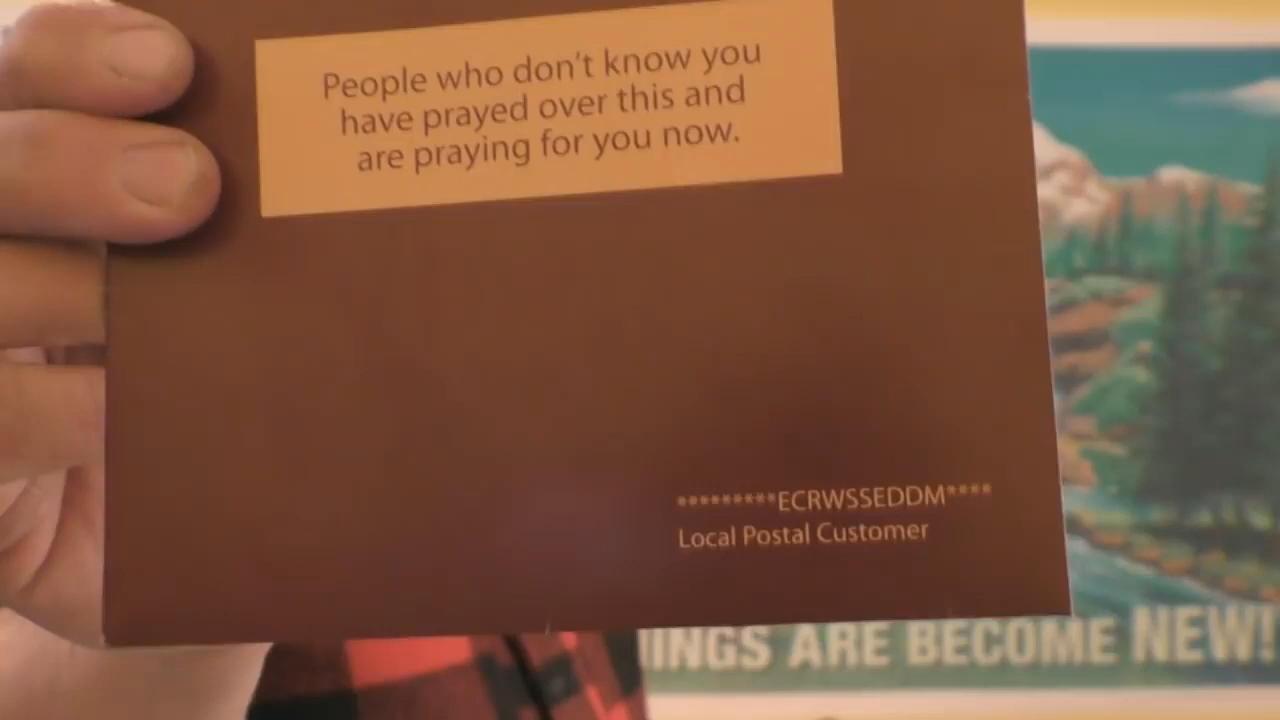 People who don't know you
have prayed over this and
are praying for you now.
*********ECRWSSEDDM****
Local Postal Customer
INGS ARE BECOME NEW!